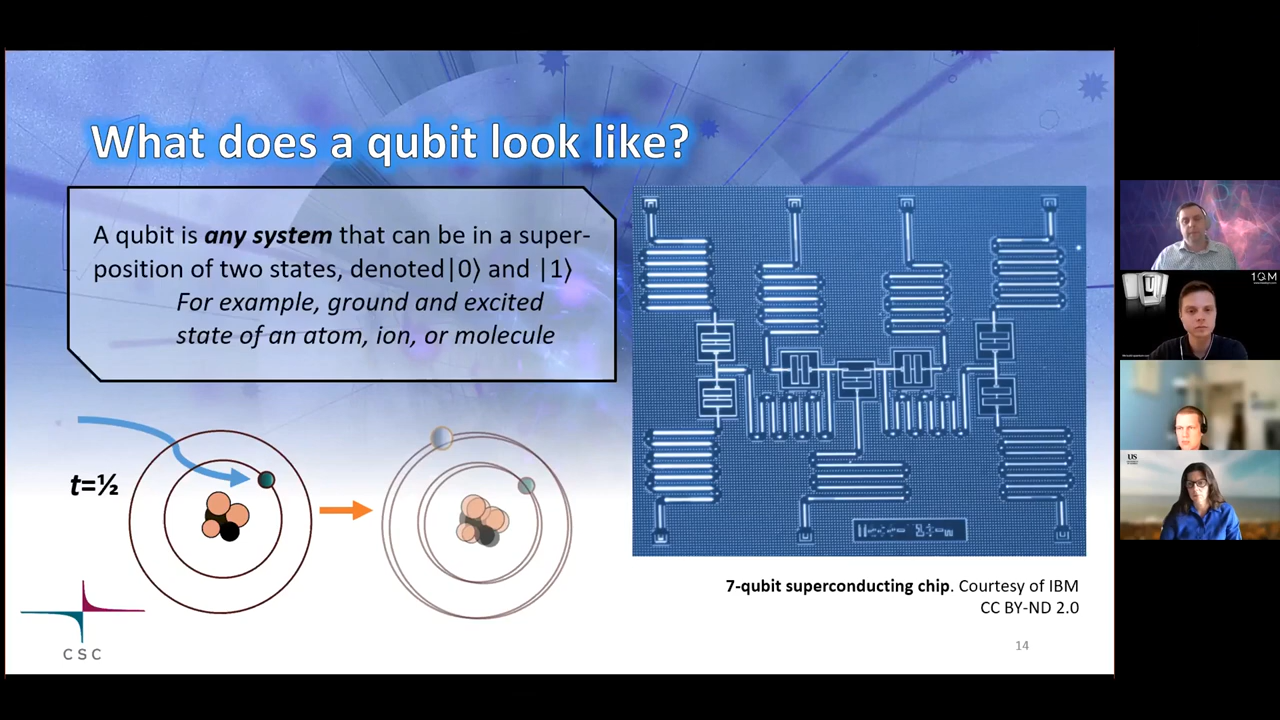 What does a qubit look like?
A qubit is any system that can be in a super-
position of two states, denoted|0⟩ and |1⟩
For example, ground and excited
state of an atom, ion, or molecule
t=½
7-qubit superconducting chip. Courtesy of IBM
CC BY-ND 2.0
14
CSC
IQM
US